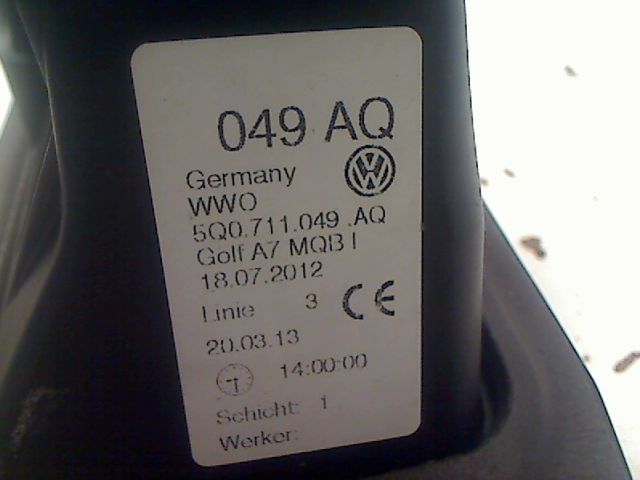 049 AQ
Germany
WWO
5Q0.711.049 .AQ
Golf A7 MQB I
18.07.2012
Linie 3 CE
20.03.13
14:00:00
Schicht: 1
Werker: